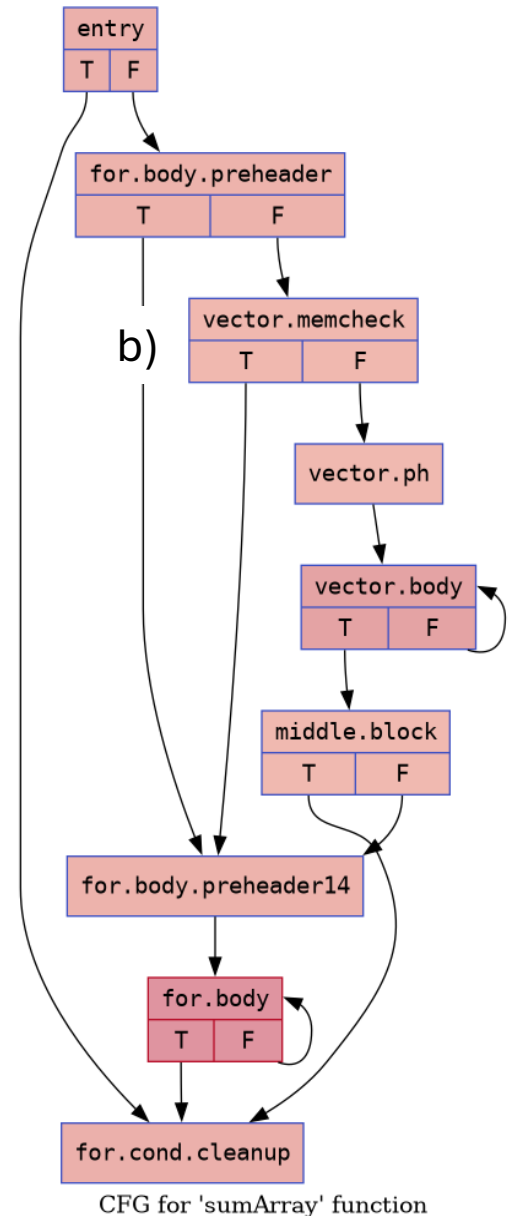 entry
T F
for.body.preheader
T F
vector.memcheck
b)
T F
vector.ph
vector.body
T F
middle.block
T F
for.body.preheader14
for.body
T F
for.cond.cleanup
CFG for 'sumArray' function